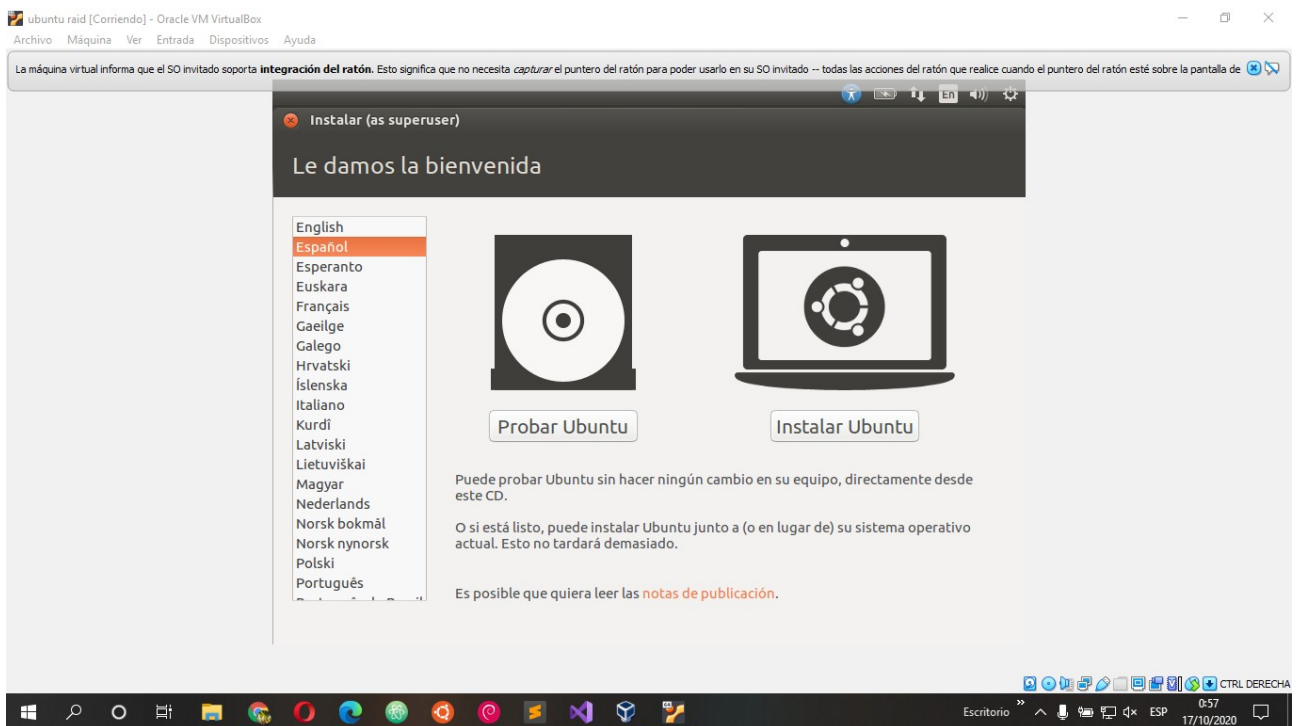 ubuntu raid [Corriendo] - Oracle VM VirtualBox
Archivo Máquina Ver Entrada Dispositivos Ayuda
La máquina virtual informa que el SO invitado soporta integración del ratón. Esto significa que no necesita capturar el puntero del ratón para poder usarlo en su SO invitado -- todas las acciones del ratón que realice cuando el puntero del ratón esté sobre la pantalla de
En
Instalar (as superuser)
Le damos la bienvenida
English
Español
Esperanto
Euskara
Français
Gaeilge
Galego
Hrvatski
Íslenska
Italiano
Kurdî
Latviski
Lietuviškai
Magyar
Nederlands
Norsk bokmål
Norsk nynorsk
Polski
Português
Probar Ubuntu
Instalar Ubuntu
Puede probar Ubuntu sin hacer ningún cambio en su equipo, directamente desde
este CD.
O si está listo, puede instalar Ubuntu junto a (o en lugar de) su sistema operativo
actual. Esto no tardará demasiado.
Es posible que quiera leer las notas de publicación.
CTRL DERECHA
Escritorio
ESP
0:57
17/10/2020